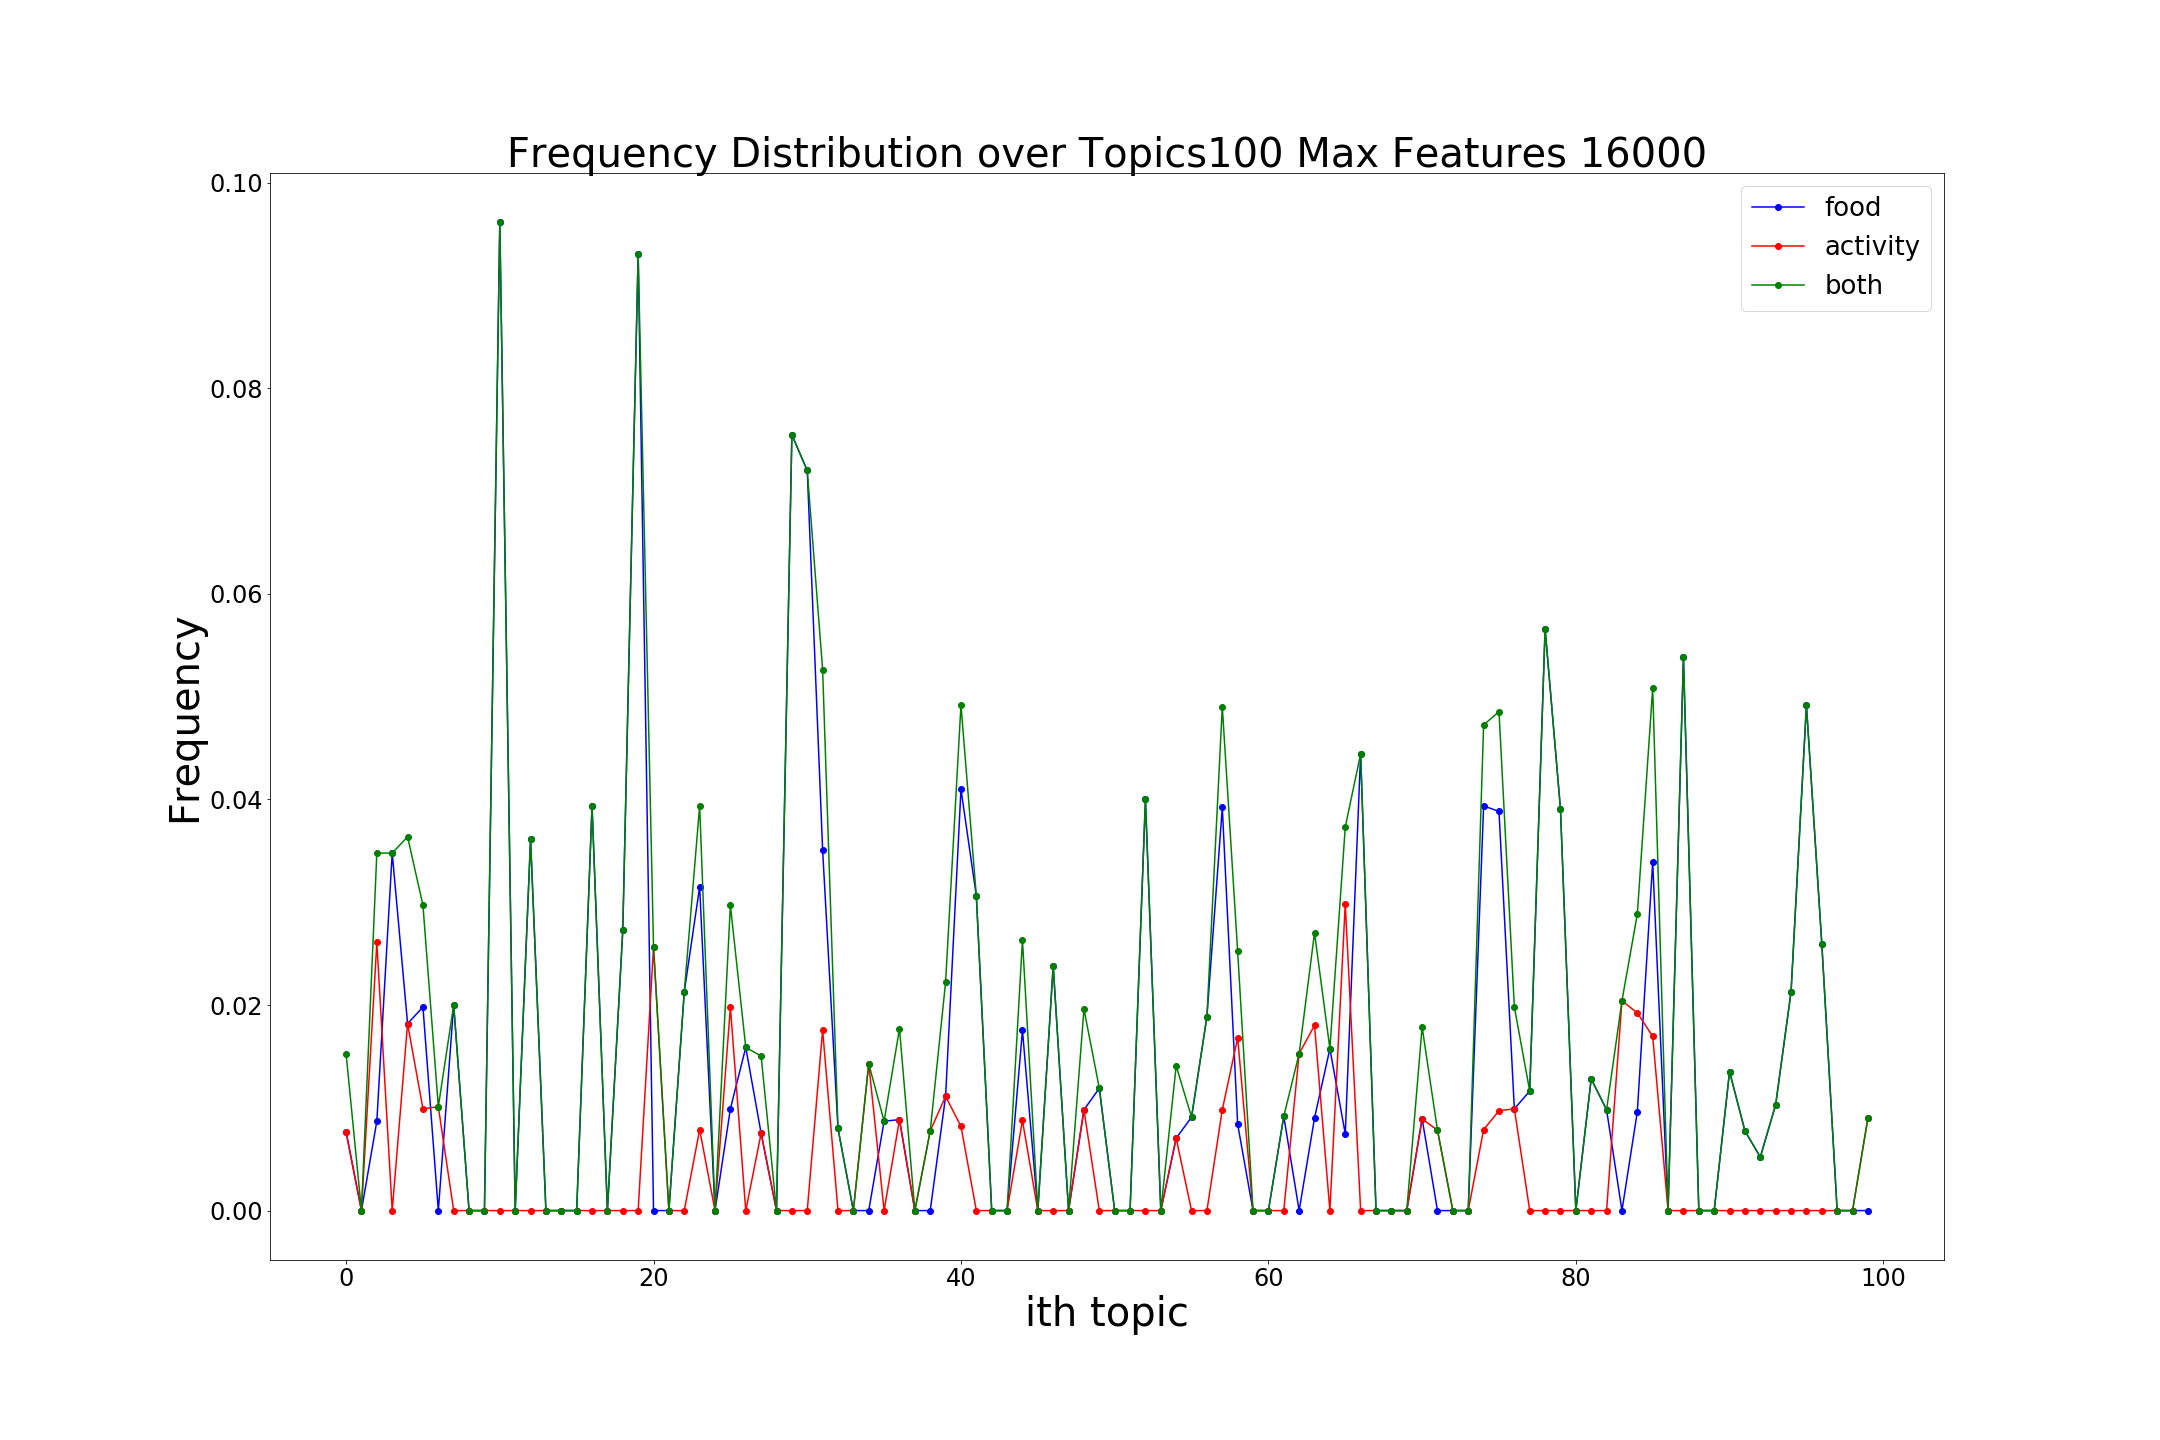 Frequency Distribution over Topics100 Max Features 16000
0.10
0.08
0.06
0.04
0.02
0.00
Frequency
food
activity
both
0 20 40 60 80 100
ith topic